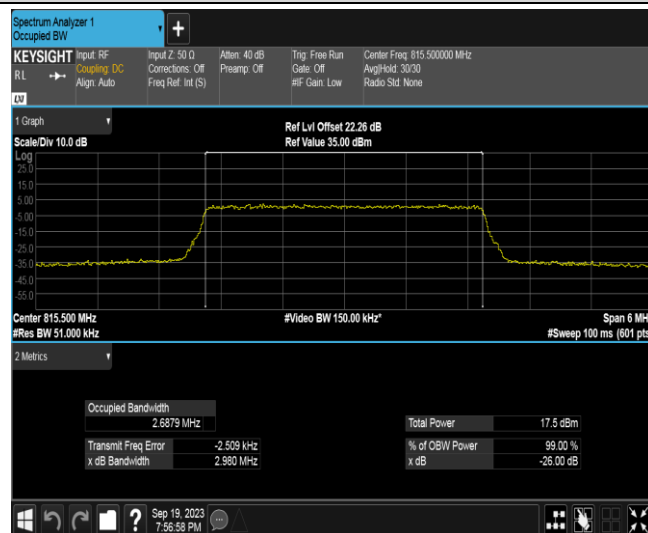 Spectrum Analyzer 1
Occupied BW
+
KEYSIGHT Input: RF Input Z: 50 Ω Atten: 40 dB Trig: Free Run Center Freq: 815.500000 MHz
RL Coupling: DC Corrections: Off Preamp: Off Gate: Off Avg|Hold: 30/30
Align: Auto Freq Ref: Int (S) #IF Gain: Low Radio Std: None
LXI
1 Graph
Ref Lvl Offset 22.26 dB
Scale/Div 10.0 dB Ref Value 35.00 dBm
Log
25.0
15.0
5.00
-5.00
-15.0
-25.0
-35.0
-45.0
-55.0
Center 815.500 MHz #Video BW 150.00 kHz* Span 6 MH
#Res BW 51.000 kHz #Sweep 100 ms (601 pts
2 Metrics
Occupied Bandwidth
2.6879 MHz Total Power 17.5 dBm
Transmit Freq Error -2.509 kHz % of OBW Power 99.00 %
x dB Bandwidth 2.980 MHz x dB -26.00 dB
? Sep 19, 2023
7:56:58 PM